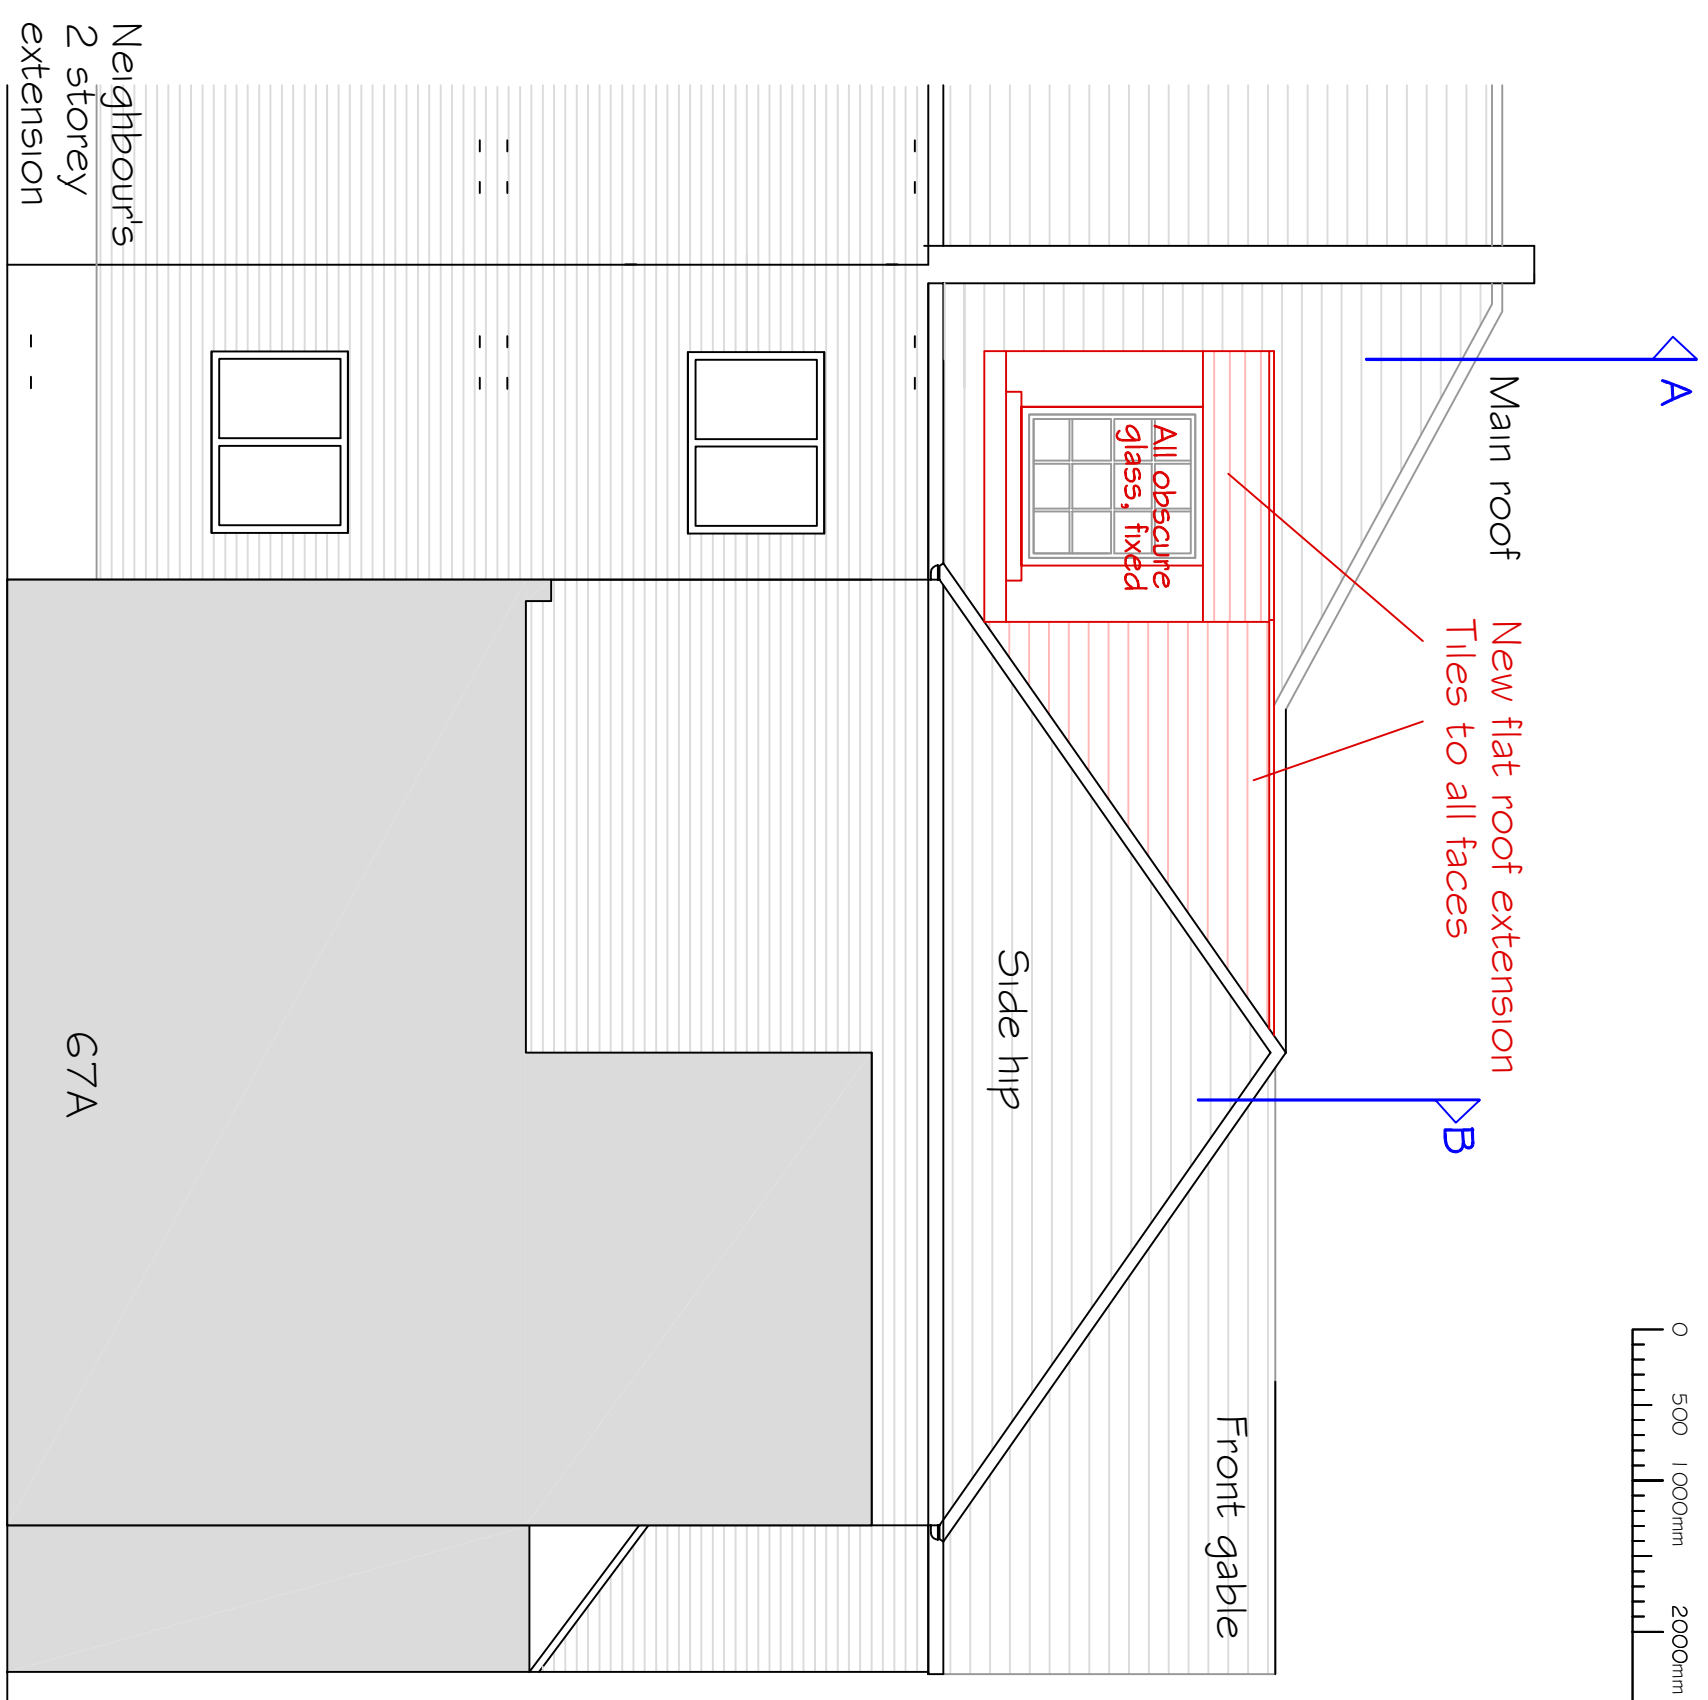 Neighbour's
2 storey
extension
A
Main roof
All obscure
glass, fixed
New flat roof extension
Tiles to all faces
Side hip
B
67A
Front gable
0 500 1000mm 2000mm